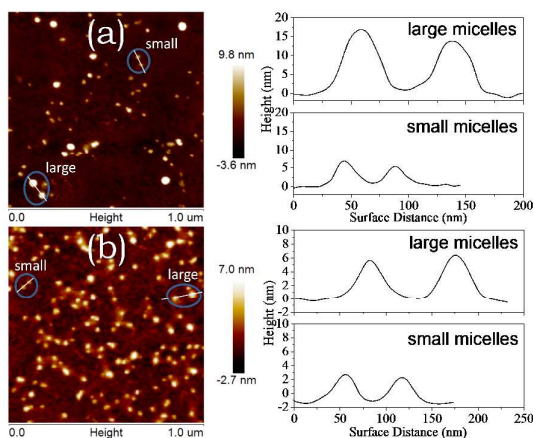 (a)
small
large
0.0 Height 1.0 um
9.8 nm
-3.6 nm
large micelles
20
15
10
5
0
small micelles
20
15
10
5
0
Height (nm)
0 50 100 150 200
Surface Distance (nm)
(b)
small
large
0.0 Height 1.0 um
7.0 nm
-2.7 nm
large micelles
10
8
6
4
2
0
-2
small micelles
10
8
6
4
2
0
-2
Height (nm)
0 50 100 150 200 250
Surface Distance (nm)